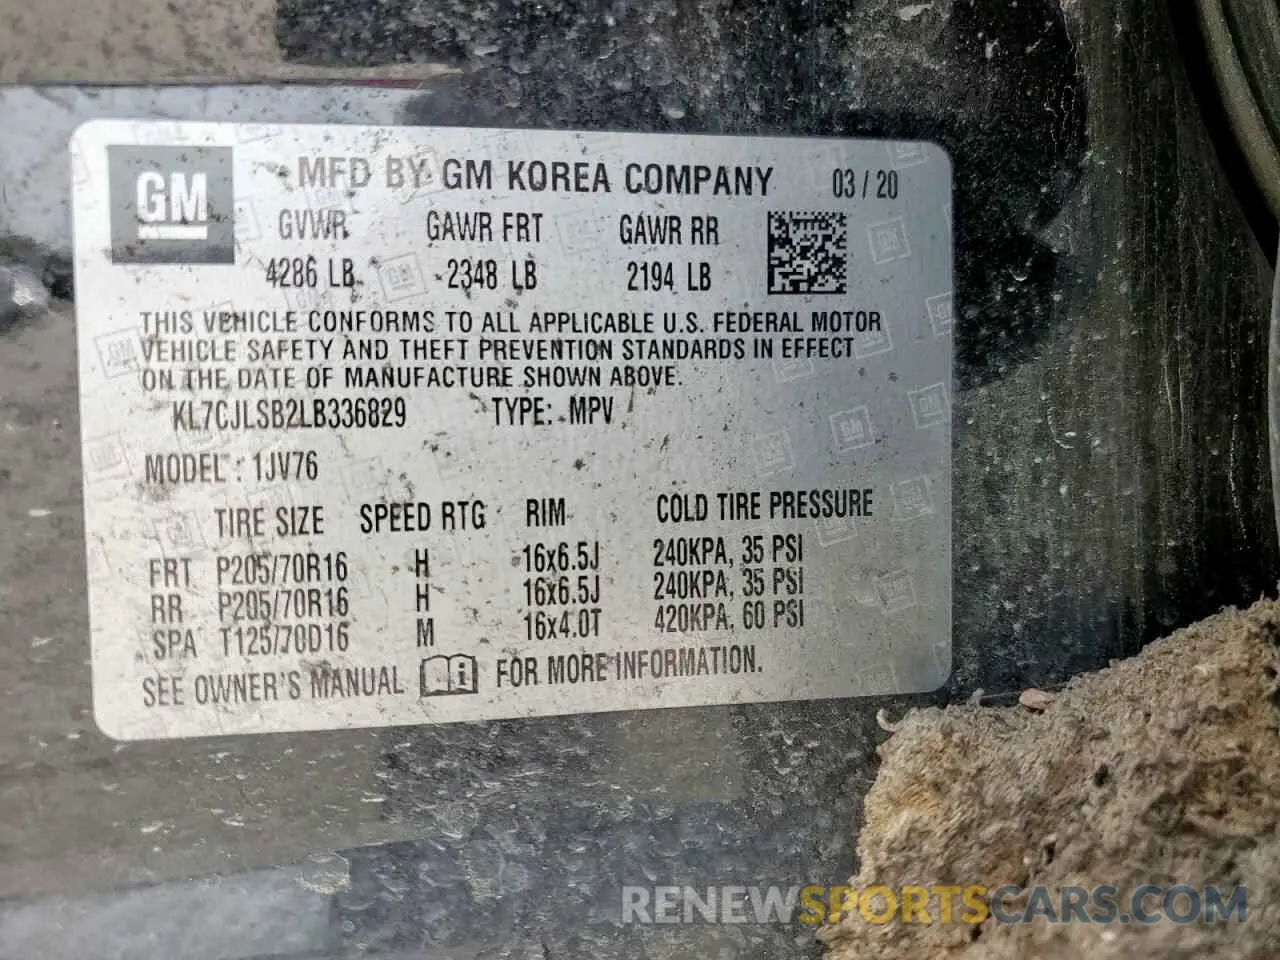 GM
MFD BY GM KOREA COMPANY 03 / 20
GVWR GAWR FRT GAWR RR
4286 LB 2348 LB 2194 LB
THIS VEHICLE CONFORMS TO ALL APPLICABLE U.S. FEDERAL MOTOR
VEHICLE SAFETY AND THEFT PREVENTION STANDARDS IN EFFECT
ON THE DATE OF MANUFACTURE SHOWN ABOVE.
KL7CJLSB2LB336829 TYPE: MPV
MODEL : 1JV76
TIRE SIZE SPEED RTG RIM COLD TIRE PRESSURE
FRT P205/70R16 H 16x6.5J 240KPA, 35 PSI
RR P205/70R16 H 16x6.5J 240KPA, 35 PSI
SPA T125/70D16 M 16x4.0T 420KPA, 60 PSI
SEE OWNER'S MANUAL FOR MORE INFORMATION.
RENEWSPORTSCARS.COM